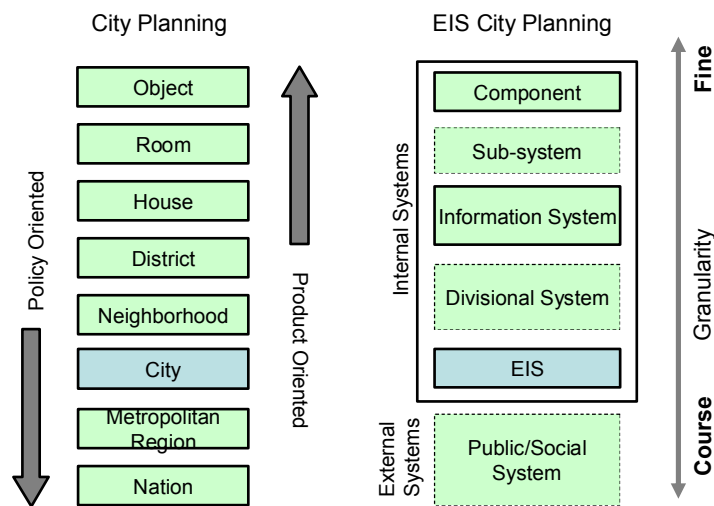 City Planning
EIS City Planning
Policy Oriented
Object
Room
House
District
Neighborhood
City
Metropolitan
Region
Nation
Product Oriented
Internal Systems
Component
Sub-system
Information System
Divisional System
EIS
External
Systems
Public/Social
System
Fine
Granularity
Course